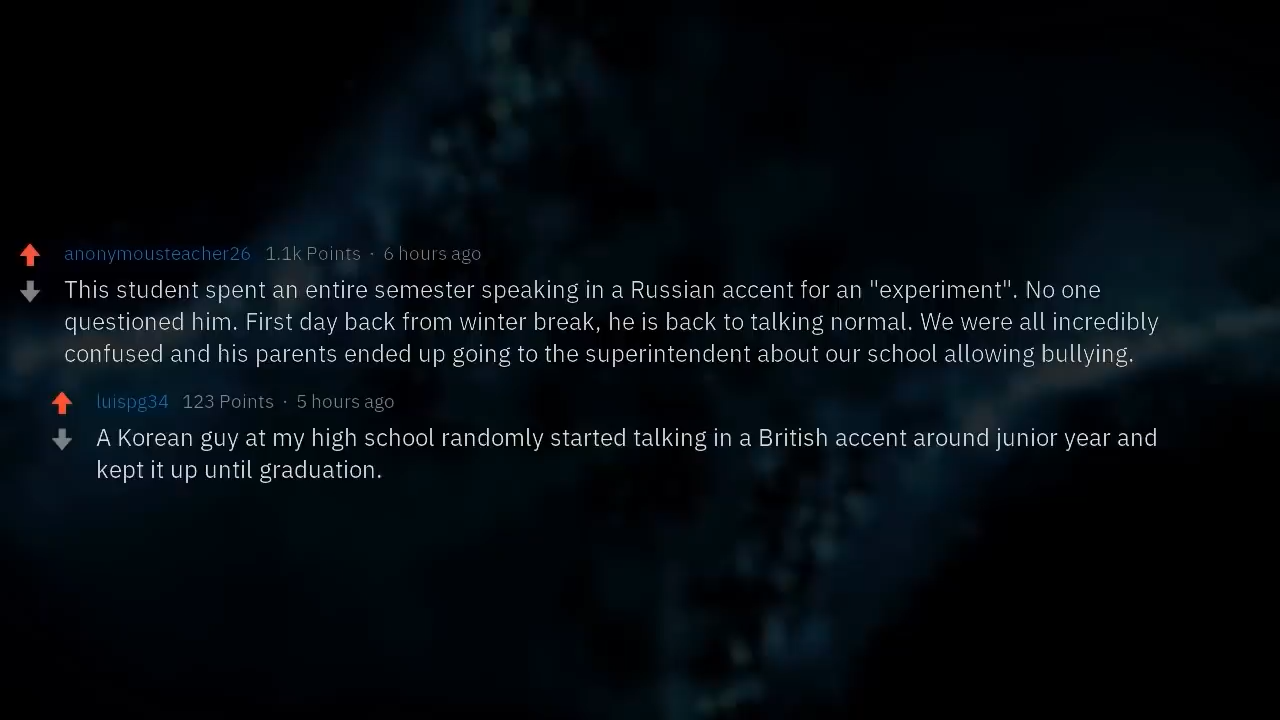 anonymousteacher26 1.1k Points · 6 hours ago
This student spent an entire semester speaking in a Russian accent for an "experiment". No one
questioned him. First day back from winter break, he is back to talking normal. We were all incredibly
confused and his parents ended up going to the superintendent about our school allowing bullying.
luispg34 123 Points · 5 hours ago
A Korean guy at my high school randomly started talking in a British accent around junior year and
kept it up until graduation.